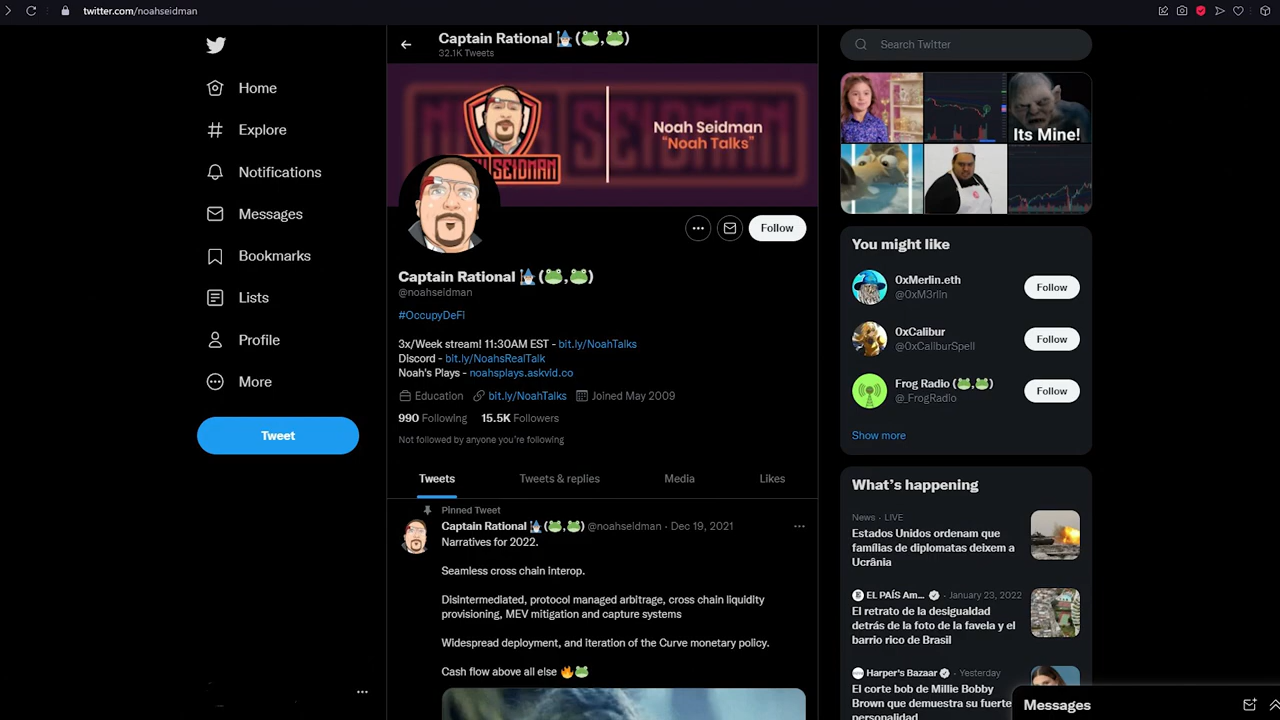 twitter.com/noahseidman
Home
Explore
Notifications
Messages
Bookmarks
Lists
Profile
More
Tweet
Captain Rational 🧙‍♂️(🐸,🐸)
32.1K Tweets
SEIDMAN
Noah Seidman
"Noah Talks"
Follow
Captain Rational 🧙‍♂️(🐸,🐸)
@noahseidman
#OccupyDeFi
3x/Week stream! 11:30AM EST - bit.ly/NoahTalks
Discord - bit.ly/NoahsRealTalk
Noah's Plays - noahsplays.askvid.co
Education bit.ly/NoahTalks Joined May 2009
990 Following 15.5K Followers
Not followed by anyone you're following
Tweets Tweets & replies Media Likes
Pinned Tweet
Captain Rational 🧙‍♂️(🐸,🐸) @noahseidman · Dec 19, 2021
Narratives for 2022.
Seamless cross chain interop.
Disintermediated, protocol managed arbitrage, cross chain liquidity
provisioning, MEV mitigation and capture systems
Widespread deployment, and iteration of the Curve monetary policy.
Cash flow above all else 🔥🐸
Search Twitter
Its Mine!
You might like
0xMerlin.eth
@0xM3rlin
Follow
0xCalibur
@0xCaliburSpell
Follow
Frog Radio (🐸,🐸)
@_FrogRadio
Follow
Show more
What's happening
News · LIVE
Estados Unidos ordenam que
famílias de diplomatas deixem a
Ucrânia
EL PAÍS Am... · January 23, 2022
El retrato de la desigualdad
detrás de la foto de la favela y el
barrio rico de Brasil
Harper's Bazaar · Yesterday
El corte bob de Millie Bobby
Brown que demuestra su fuerte
personalidad
Messages